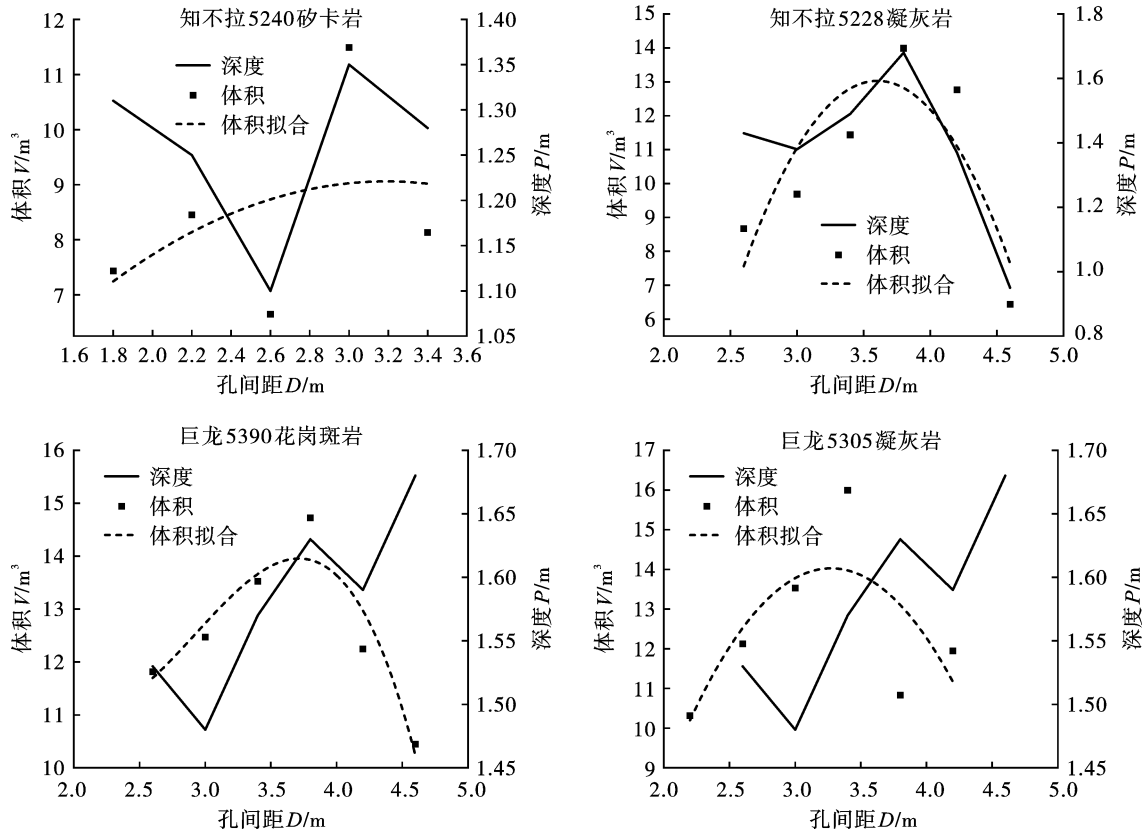 知不拉5240矽卡岩
深度
体积
体积拟合
12
11
10
9
8
7
体积V/m³
1.40
1.35
1.30
1.25
1.20
1.15
1.10
1.05
深度P/m
1.6 1.8 2.0 2.2 2.4 2.6 2.8 3.0 3.2 3.4 3.6
孔间距D/m
知不拉5228凝灰岩
深度
体积
体积拟合
15
14
13
12
11
10
9
8
7
6
体积V/m³
1.8
1.6
1.4
1.2
1.0
0.8
深度P/m
2.0 2.5 3.0 3.5 4.0 4.5 5.0
孔间距D/m
巨龙5390花岗斑岩
深度
体积
体积拟合
16
15
14
13
12
11
10
体积V/m³
1.70
1.65
1.60
1.55
1.50
1.45
深度P/m
2.0 2.5 3.0 3.5 4.0 4.5 5.0
孔间距D/m
巨龙5305凝灰岩
深度
体积
体积拟合
17
16
15
14
13
12
11
10
9
体积V/m³
1.70
1.65
1.60
1.55
1.50
1.45
深度P/m
2.0 2.5 3.0 3.5 4.0 4.5 5.0
孔间距D/m